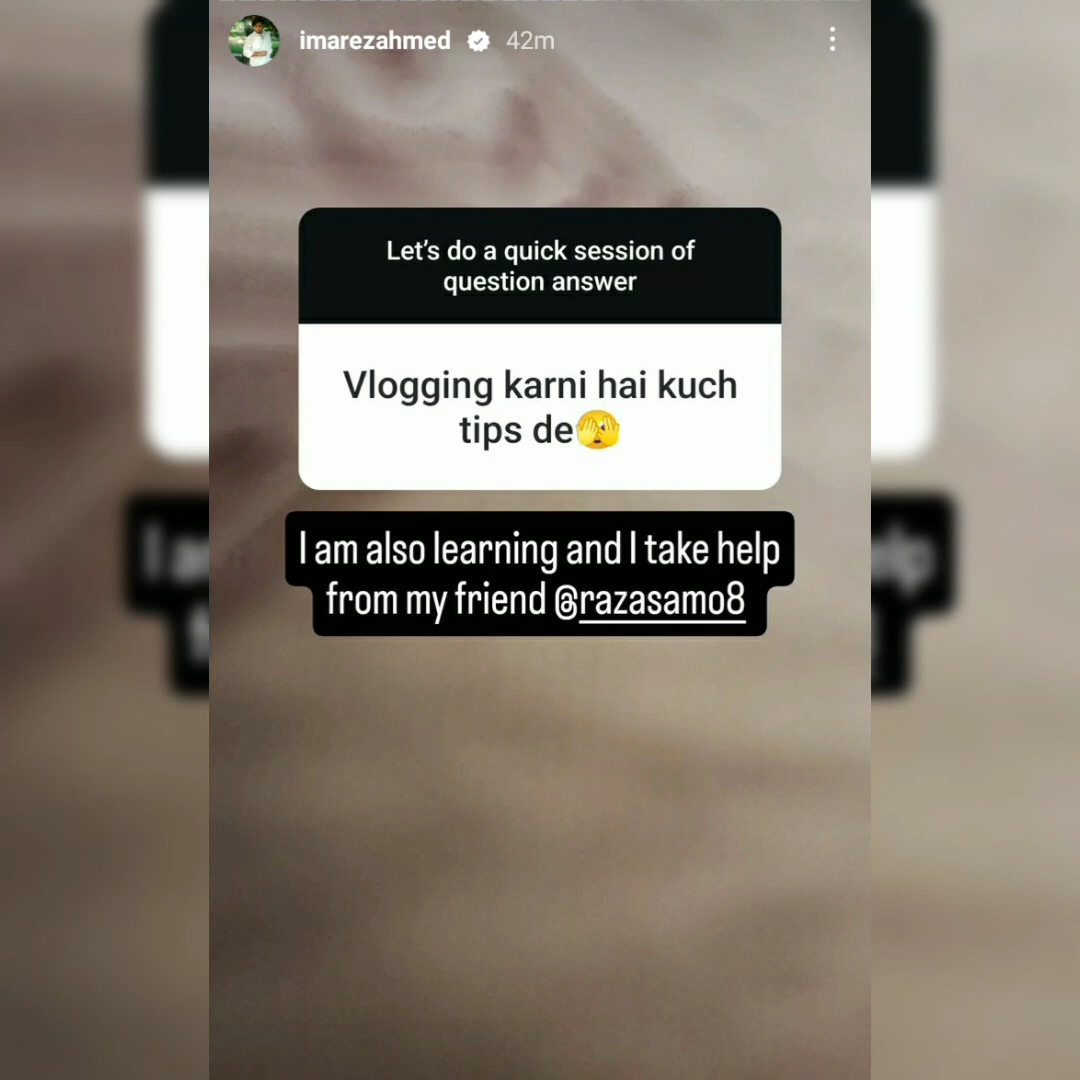 imarezahmed 42m
Let’s do a quick session of
question answer
Vlogging karni hai kuch
tips de🫣
I am also learning and I take help
from my friend @razasamo8